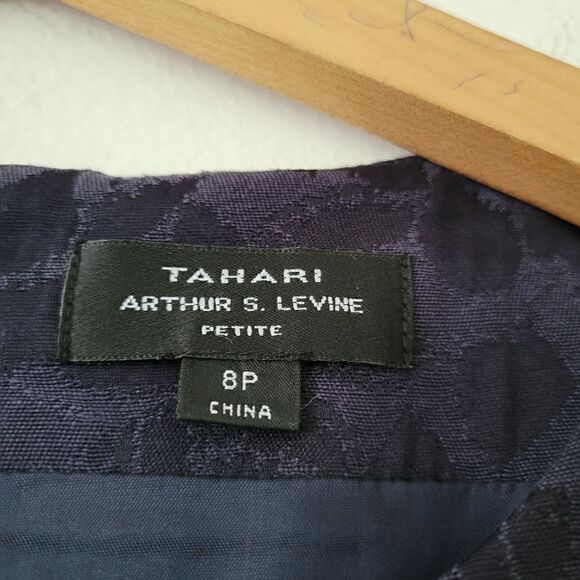 TAHARI
ARTHUR S. LEVINE
PETITE
8P
CHINA